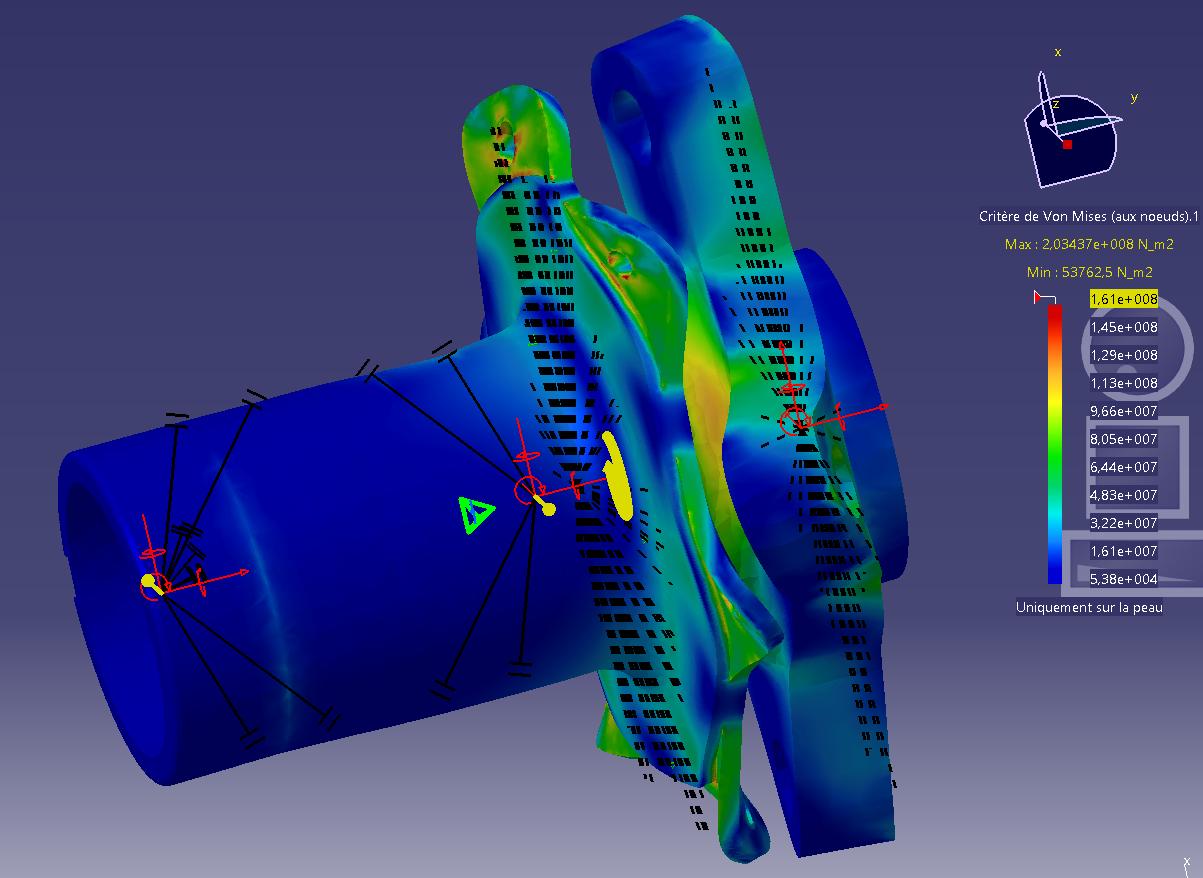 x
y
z
Critère de Von Mises (aux noeuds).1
Max : 2,03437e+008 N_m2
Min : 53762,5 N_m2
1,61e+008
1,45e+008
1,29e+008
1,13e+008
9,66e+007
8,05e+007
6,44e+007
4,83e+007
3,22e+007
1,61e+007
5,38e+004
Uniquement sur la peau
x